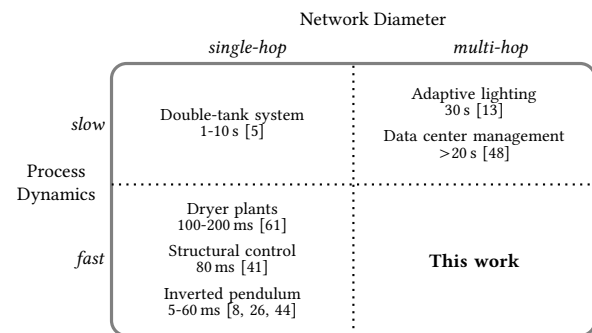 Network Diameter
single-hop
multi-hop
slow
Double-tank system
1-10 s [5]
Adaptive lighting
30 s [13]
Data center management
>20 s [48]
Process
Dynamics
fast
Dryer plants
100-200 ms [61]
Structural control
80 ms [41]
Inverted pendulum
5-60 ms [8, 26, 44]
This work